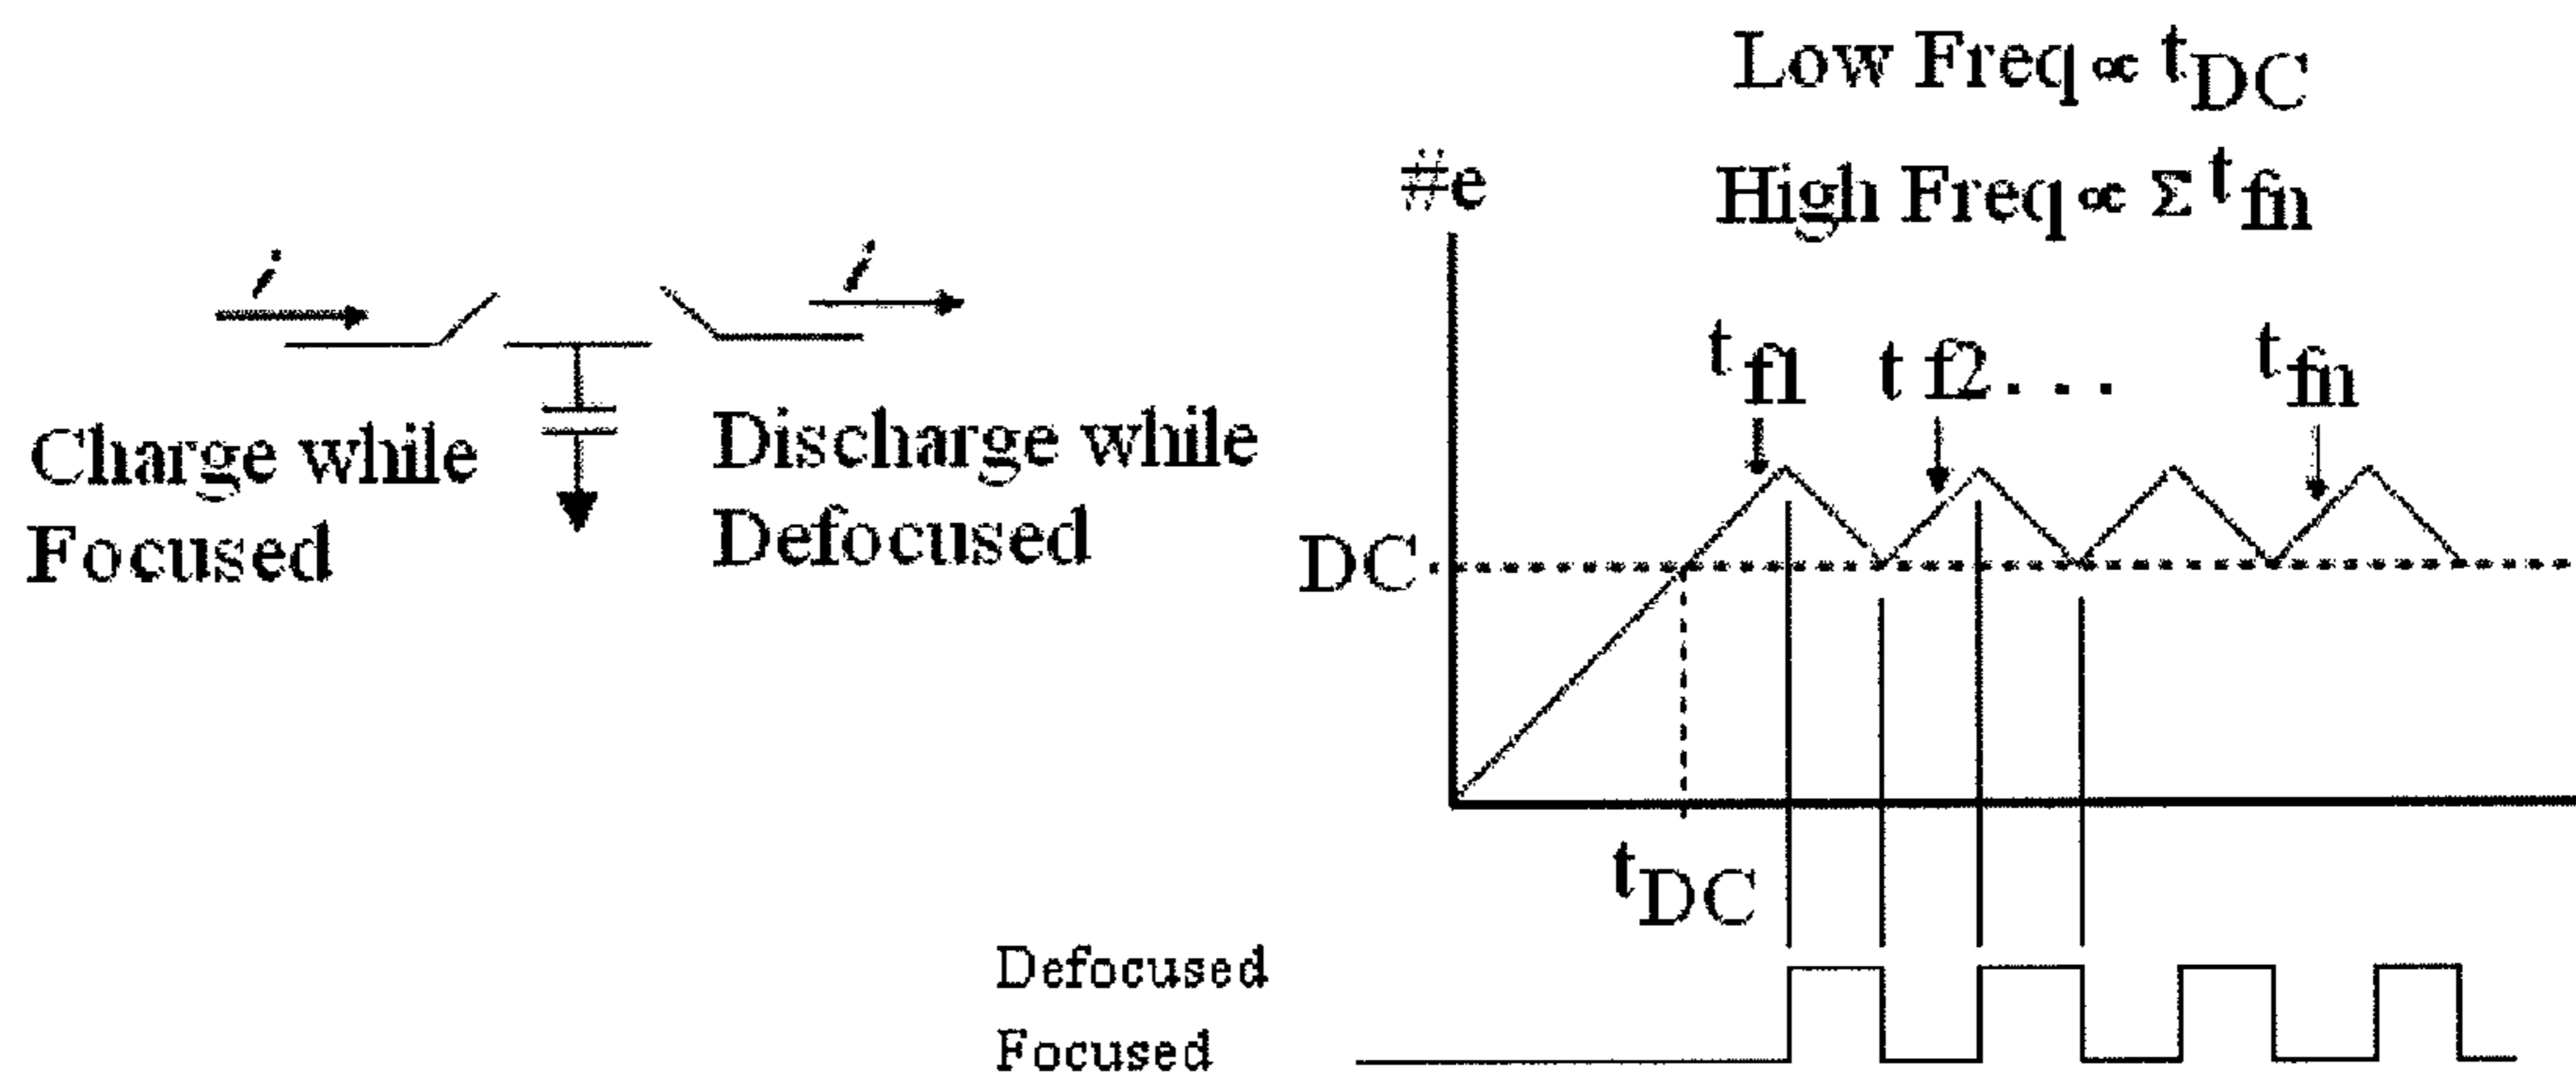 Low Freq ∝ tDC
High Freq ∝ Σ tfn
#e
i
i
tf1 t f2 . . . tfn
Charge while
Focused
Discharge while
Defocused
DC
tDC
Defocused
Focused